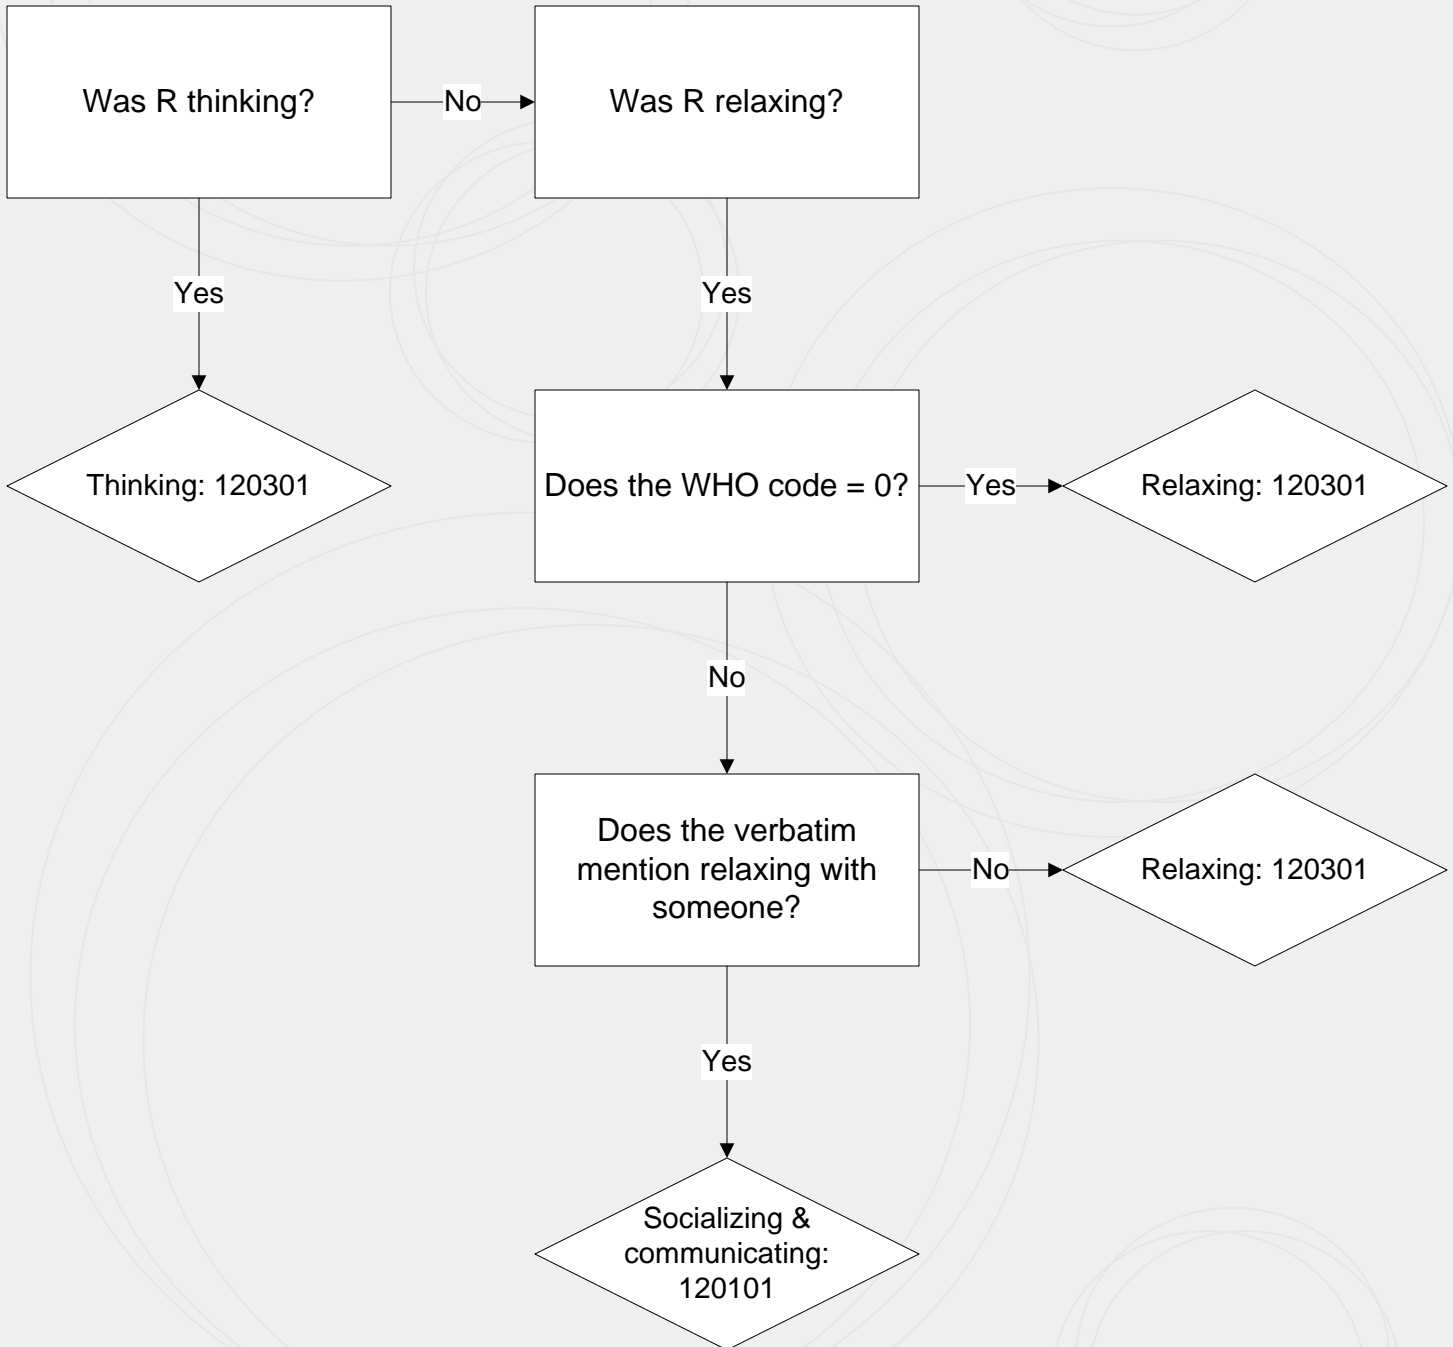 Was R thinking?
No
Was R relaxing?
Yes
Yes
Thinking: 120301
Does the WHO code = 0?
Yes
Relaxing: 120301
No
Does the verbatim
mention relaxing with
someone?
No
Relaxing: 120301
Yes
Socializing &
communicating:
120101